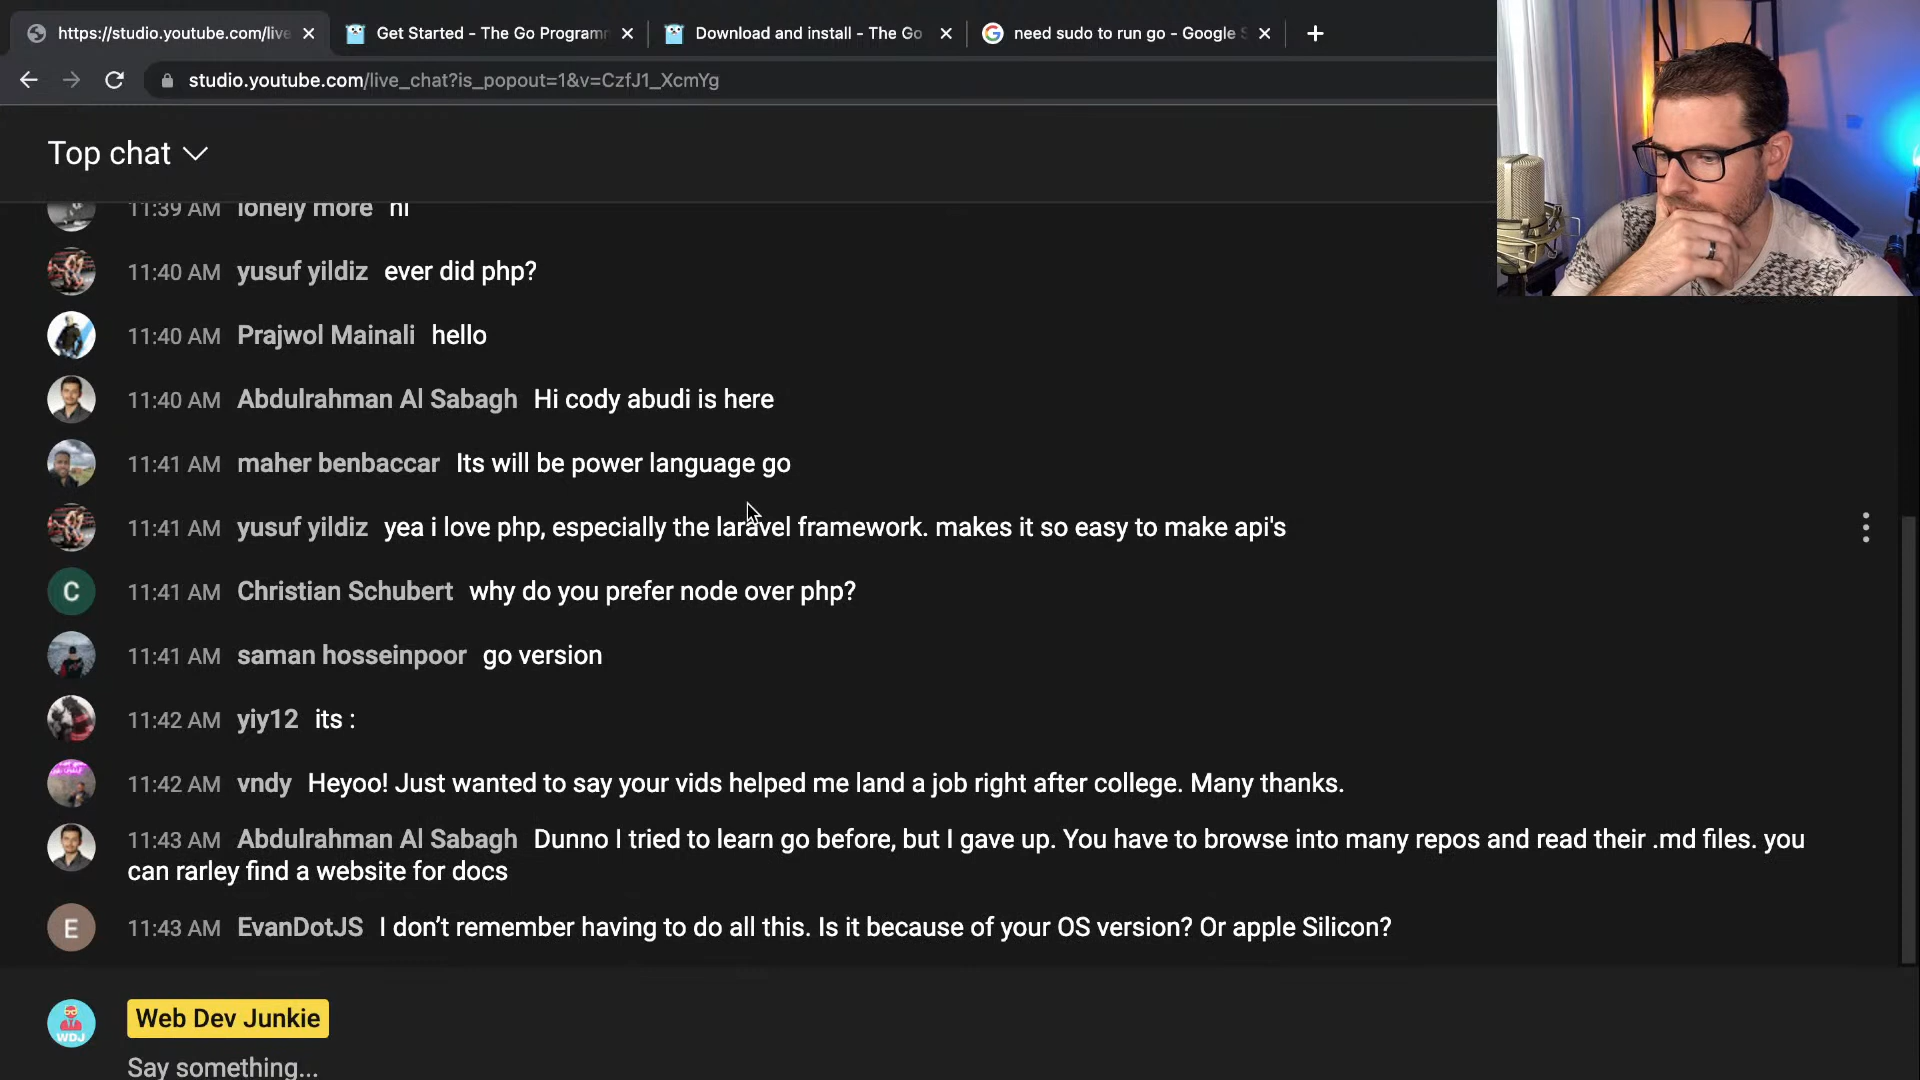 https://studio.youtube.com/live
Get Started - The Go Programm
Download and install - The Go
need sudo to run go - Google S
studio.youtube.com/live_chat?is_popout=1&v=CzfJ1_XcmYg
Top chat
11:39 AM lonely more hi
11:40 AM yusuf yildiz ever did php?
11:40 AM Prajwol Mainali hello
11:40 AM Abdulrahman Al Sabagh Hi cody abudi is here
11:41 AM maher benbaccar Its will be power language go
11:41 AM yusuf yildiz yea i love php, especially the laravel framework. makes it so easy to make api's
C 11:41 AM Christian Schubert why do you prefer node over php?
11:41 AM saman hosseinpoor go version
11:42 AM yiy12 its :
11:42 AM vndy Heyoo! Just wanted to say your vids helped me land a job right after college. Many thanks.
11:43 AM Abdulrahman Al Sabagh Dunno I tried to learn go before, but I gave up. You have to browse into many repos and read their .md files. you
can rarley find a website for docs
E 11:43 AM EvanDotJS I don’t remember having to do all this. Is it because of your OS version? Or apple Silicon?
WDJ Web Dev Junkie
Say something...